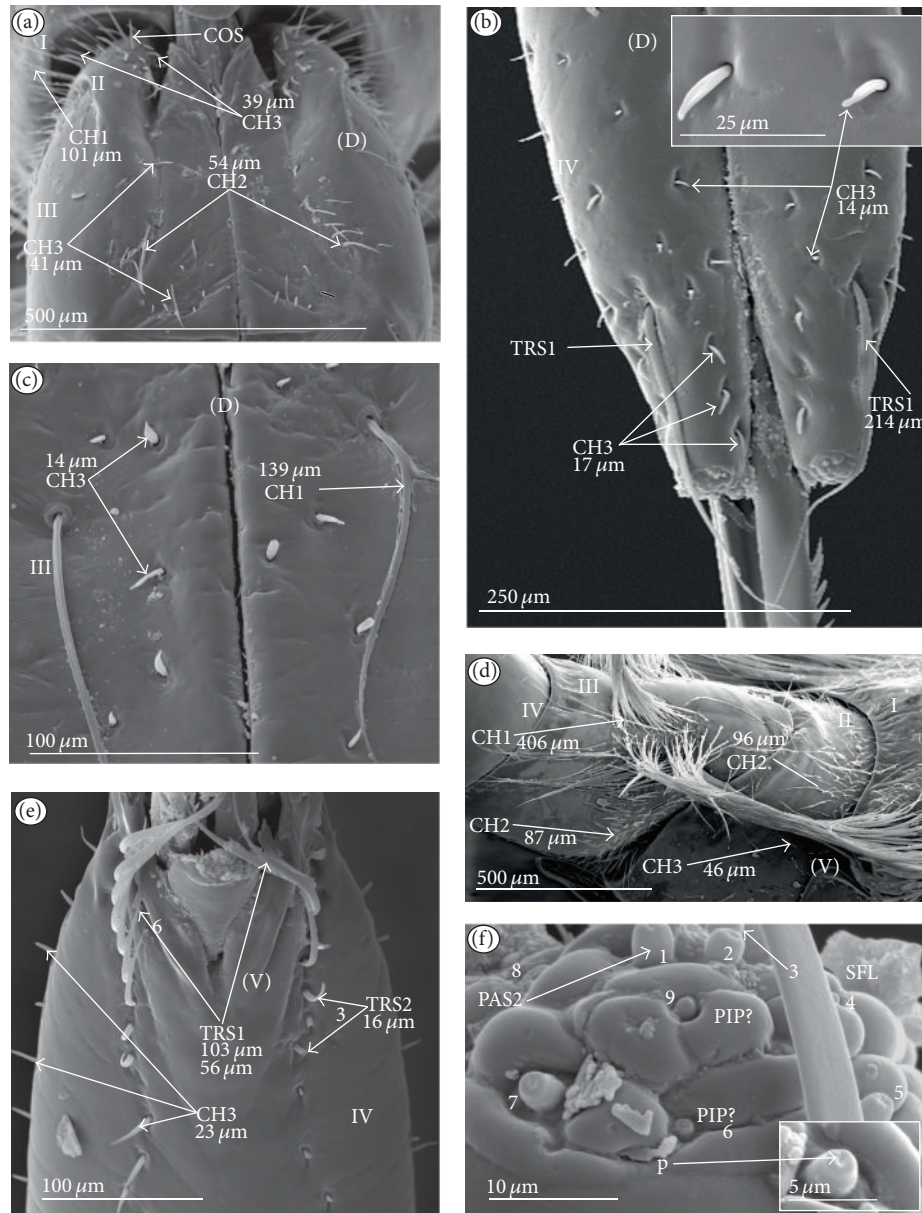 (a)
I
COS
II
39 μm
CH3
CH1
101 μm
(D)
54 μm
CH2
III
CH3
41 μm
500 μm
(b)
(D)
25 μm
IV
CH3
14 μm
TRS1
TRS1
214 μm
CH3
17 μm
250 μm
(c)
(D)
14 μm
CH3
139 μm
CH1
III
100 μm
(d)
III
IV
II
I
CH1
406 μm
96 μm
CH2
CH2
87 μm
CH3
46 μm
(V)
500 μm
(e)
6
(V)
TRS2
16 μm
3
TRS1
103 μm
56 μm
CH3
23 μm
IV
100 μm
(f)
8
1
2
3
SFL
PAS2
9
PIP?
4
7
PIP?
6
5
p
10 μm
5 μm